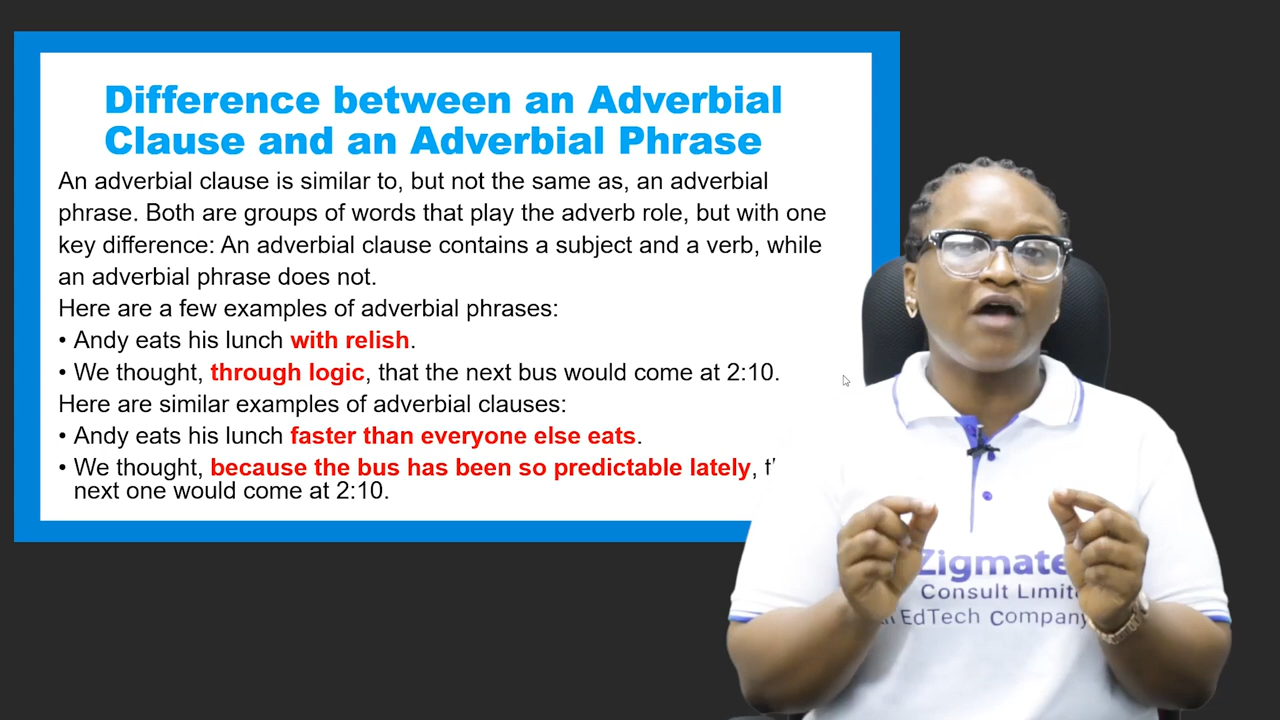 Difference between an Adverbial
Clause and an Adverbial Phrase
An adverbial clause is similar to, but not the same as, an adverbial
phrase. Both are groups of words that play the adverb role, but with one
key difference: An adverbial clause contains a subject and a verb, while
an adverbial phrase does not.
Here are a few examples of adverbial phrases:
• Andy eats his lunch with relish.
• We thought, through logic, that the next bus would come at 2:10.
Here are similar examples of adverbial clauses:
• Andy eats his lunch faster than everyone else eats.
• We thought, because the bus has been so predictable lately,
next one would come at 2:10.
Zigmate
Consult Limit
EdTech Company